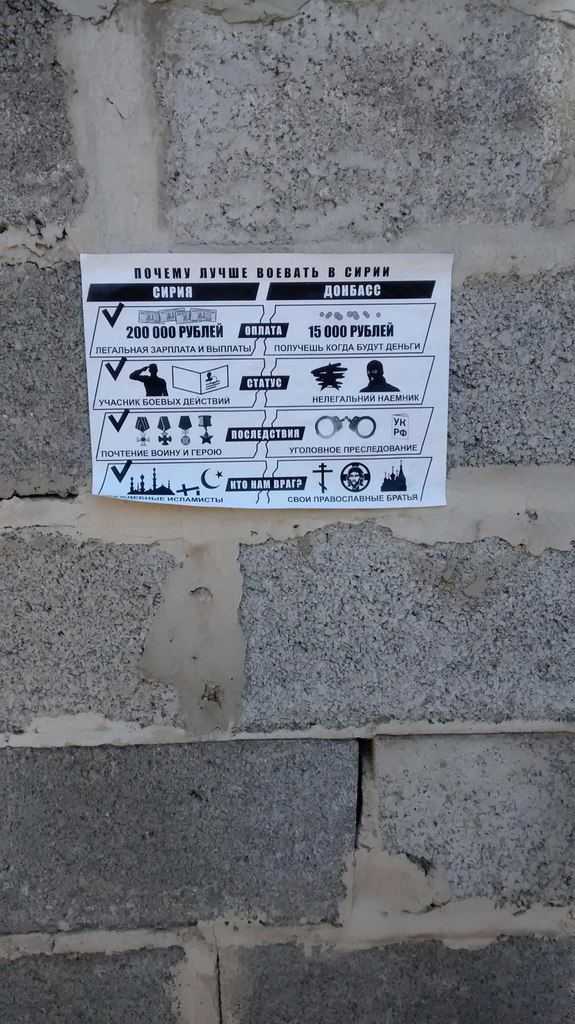 ПОЧЕМУ ЛУЧШЕ ВОЕВАТЬ В СИРИИ
СИРИЯ ДОНБАСС
200 000 РУБЛЕЙ ОПЛАТА 15 000 РУБЛЕЙ
ЛЕГАЛЬНАЯ ЗАРПЛАТА И ВЫПЛАТЫ ПОЛУЧЕШЬ КОГДА БУДУТ ДЕНЬГИ
СТАТУС
УЧАСНИК БОЕВЫХ ДЕЙСТВИЙ НЕЛЕГАЛЬНИЙ НАЕМНИК
УК
РФ
ПОСЛЕДСТВИЯ
ПОЧТЕНИЕ ВОИНУ И ГЕРОЮ УГОЛОВНОЕ ПРЕСЛЕДОВАНИЕ
КТО НАМ ВРАГ?
ИСЛАМИСТЫ СВОИ ПРАВОСЛАВНЫЕ БРАТЬЯ